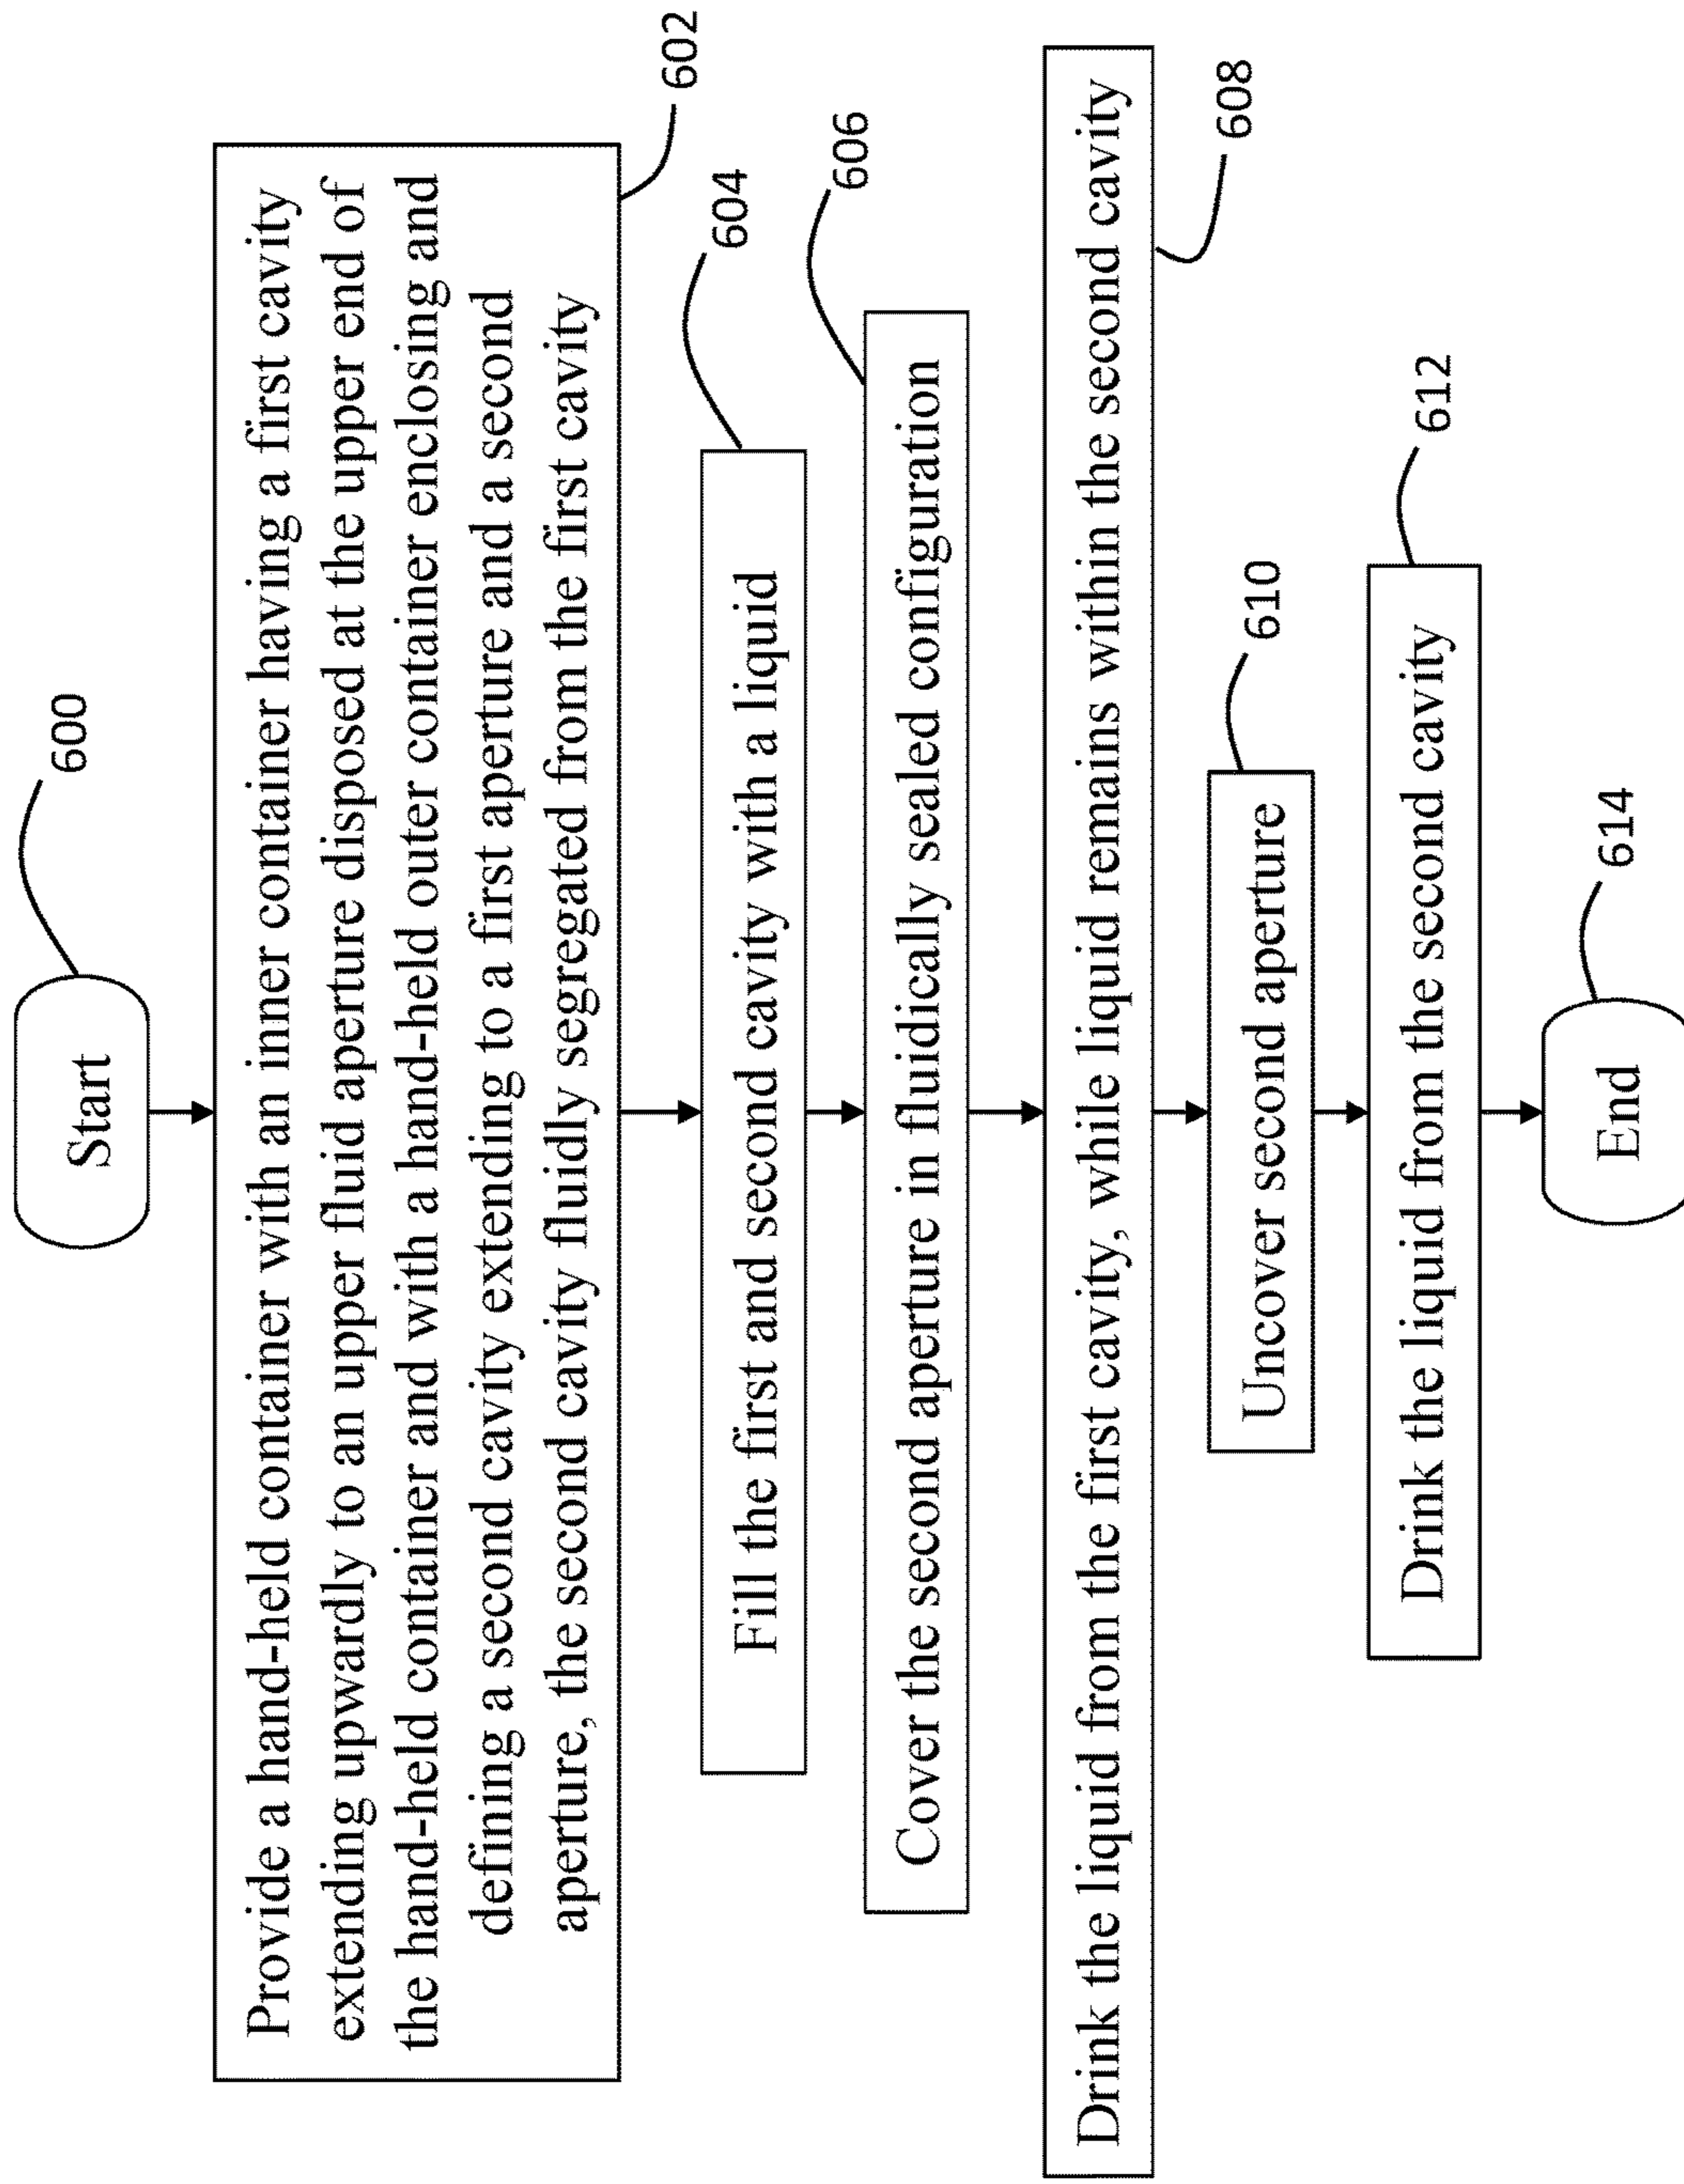 Start
600
Provide a hand-held container with an inner container having a first cavity
extending upwardly to an upper fluid aperture disposed at the upper end of
the hand-held container and with a hand-held outer container enclosing and
defining a second cavity extending to a first aperture and a second
aperture, the second cavity fluidly segregated from the first cavity
602
Fill the first and second cavity with a liquid
604
Cover the second aperture in fluidically sealed configuration
606
Drink the liquid from the first cavity, while liquid remains within the second cavity
608
Uncover second aperture
610
Drink the liquid from the second cavity
612
End
614